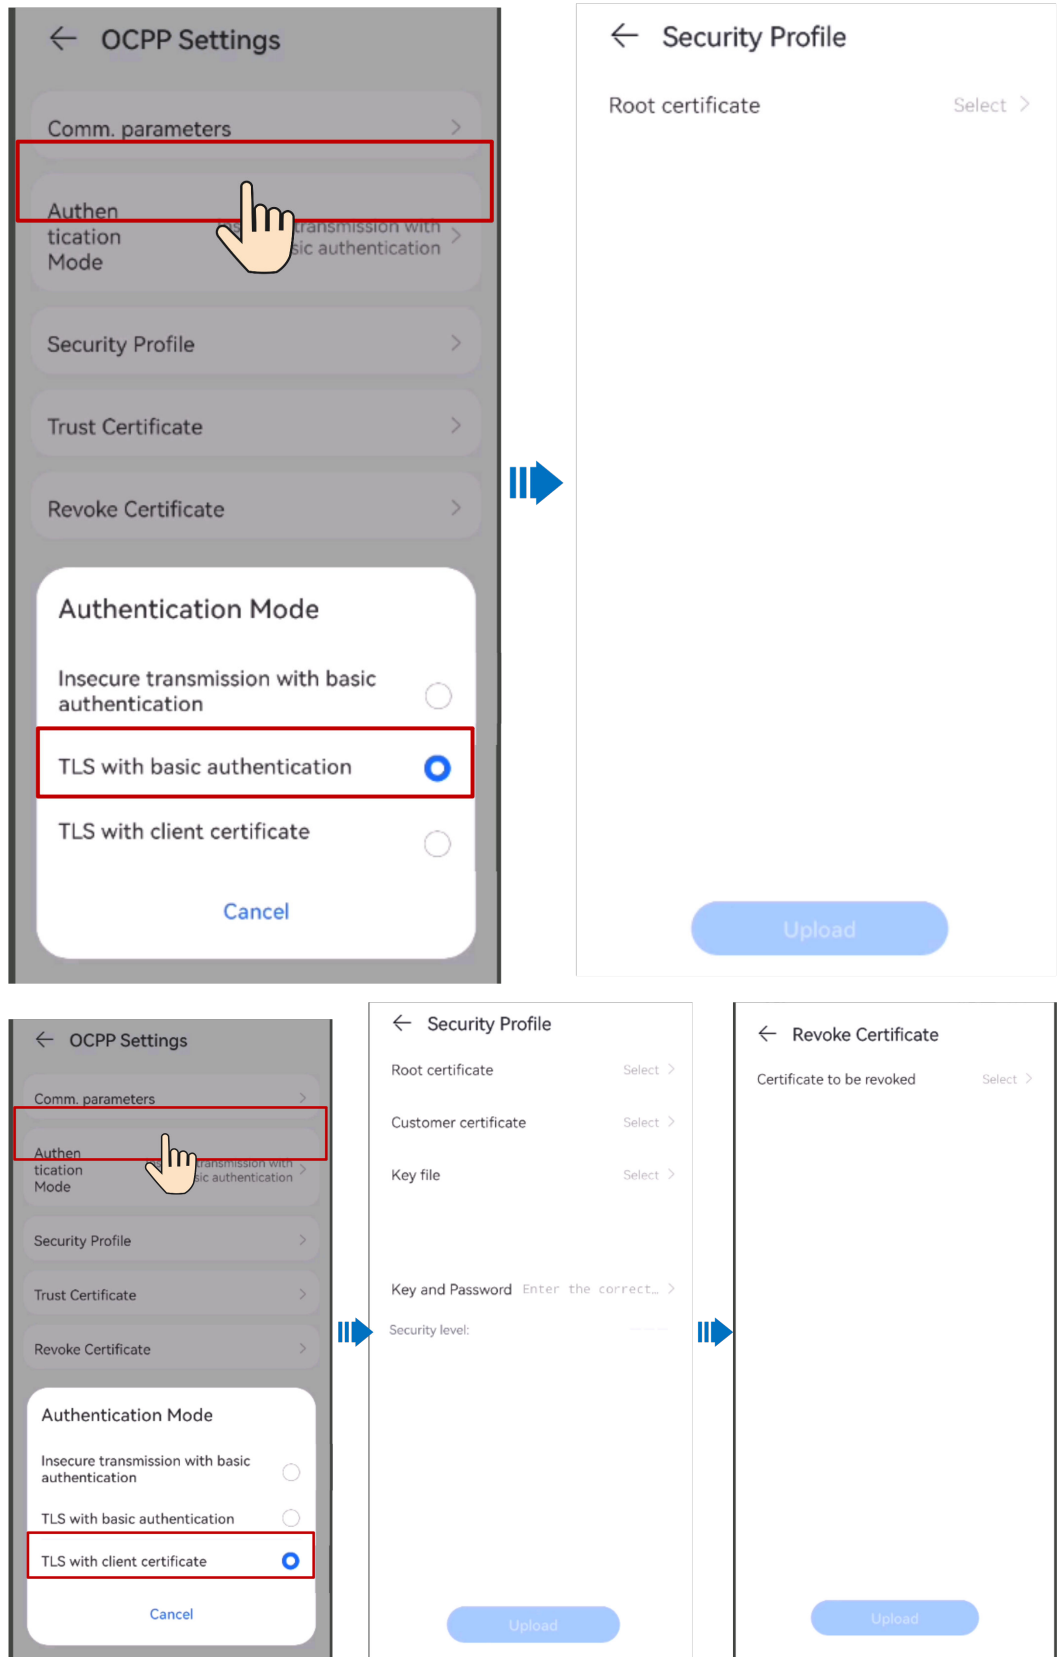 OCPP Settings
Comm. parameters
Authen
tication
Mode
transmission with
sic authentication
Security Profile
Trust Certificate
Revoke Certificate
Authentication Mode
Insecure transmission with basic
authentication
TLS with basic authentication
TLS with client certificate
Cancel
Security Profile
Root certificate Select
Upload
OCPP Settings
Comm. parameters
Authen
tication
Mode
transmission with
sic authentication
Security Profile
Trust Certificate
Revoke Certificate
Authentication Mode
Insecure transmission with basic
authentication
TLS with basic authentication
TLS with client certificate
Cancel
Security Profile
Root certificate Select
Customer certificate Select
Key file Select
Key and Password Enter the correct…
Security level:
Upload
Revoke Certificate
Certificate to be revoked Select
Upload